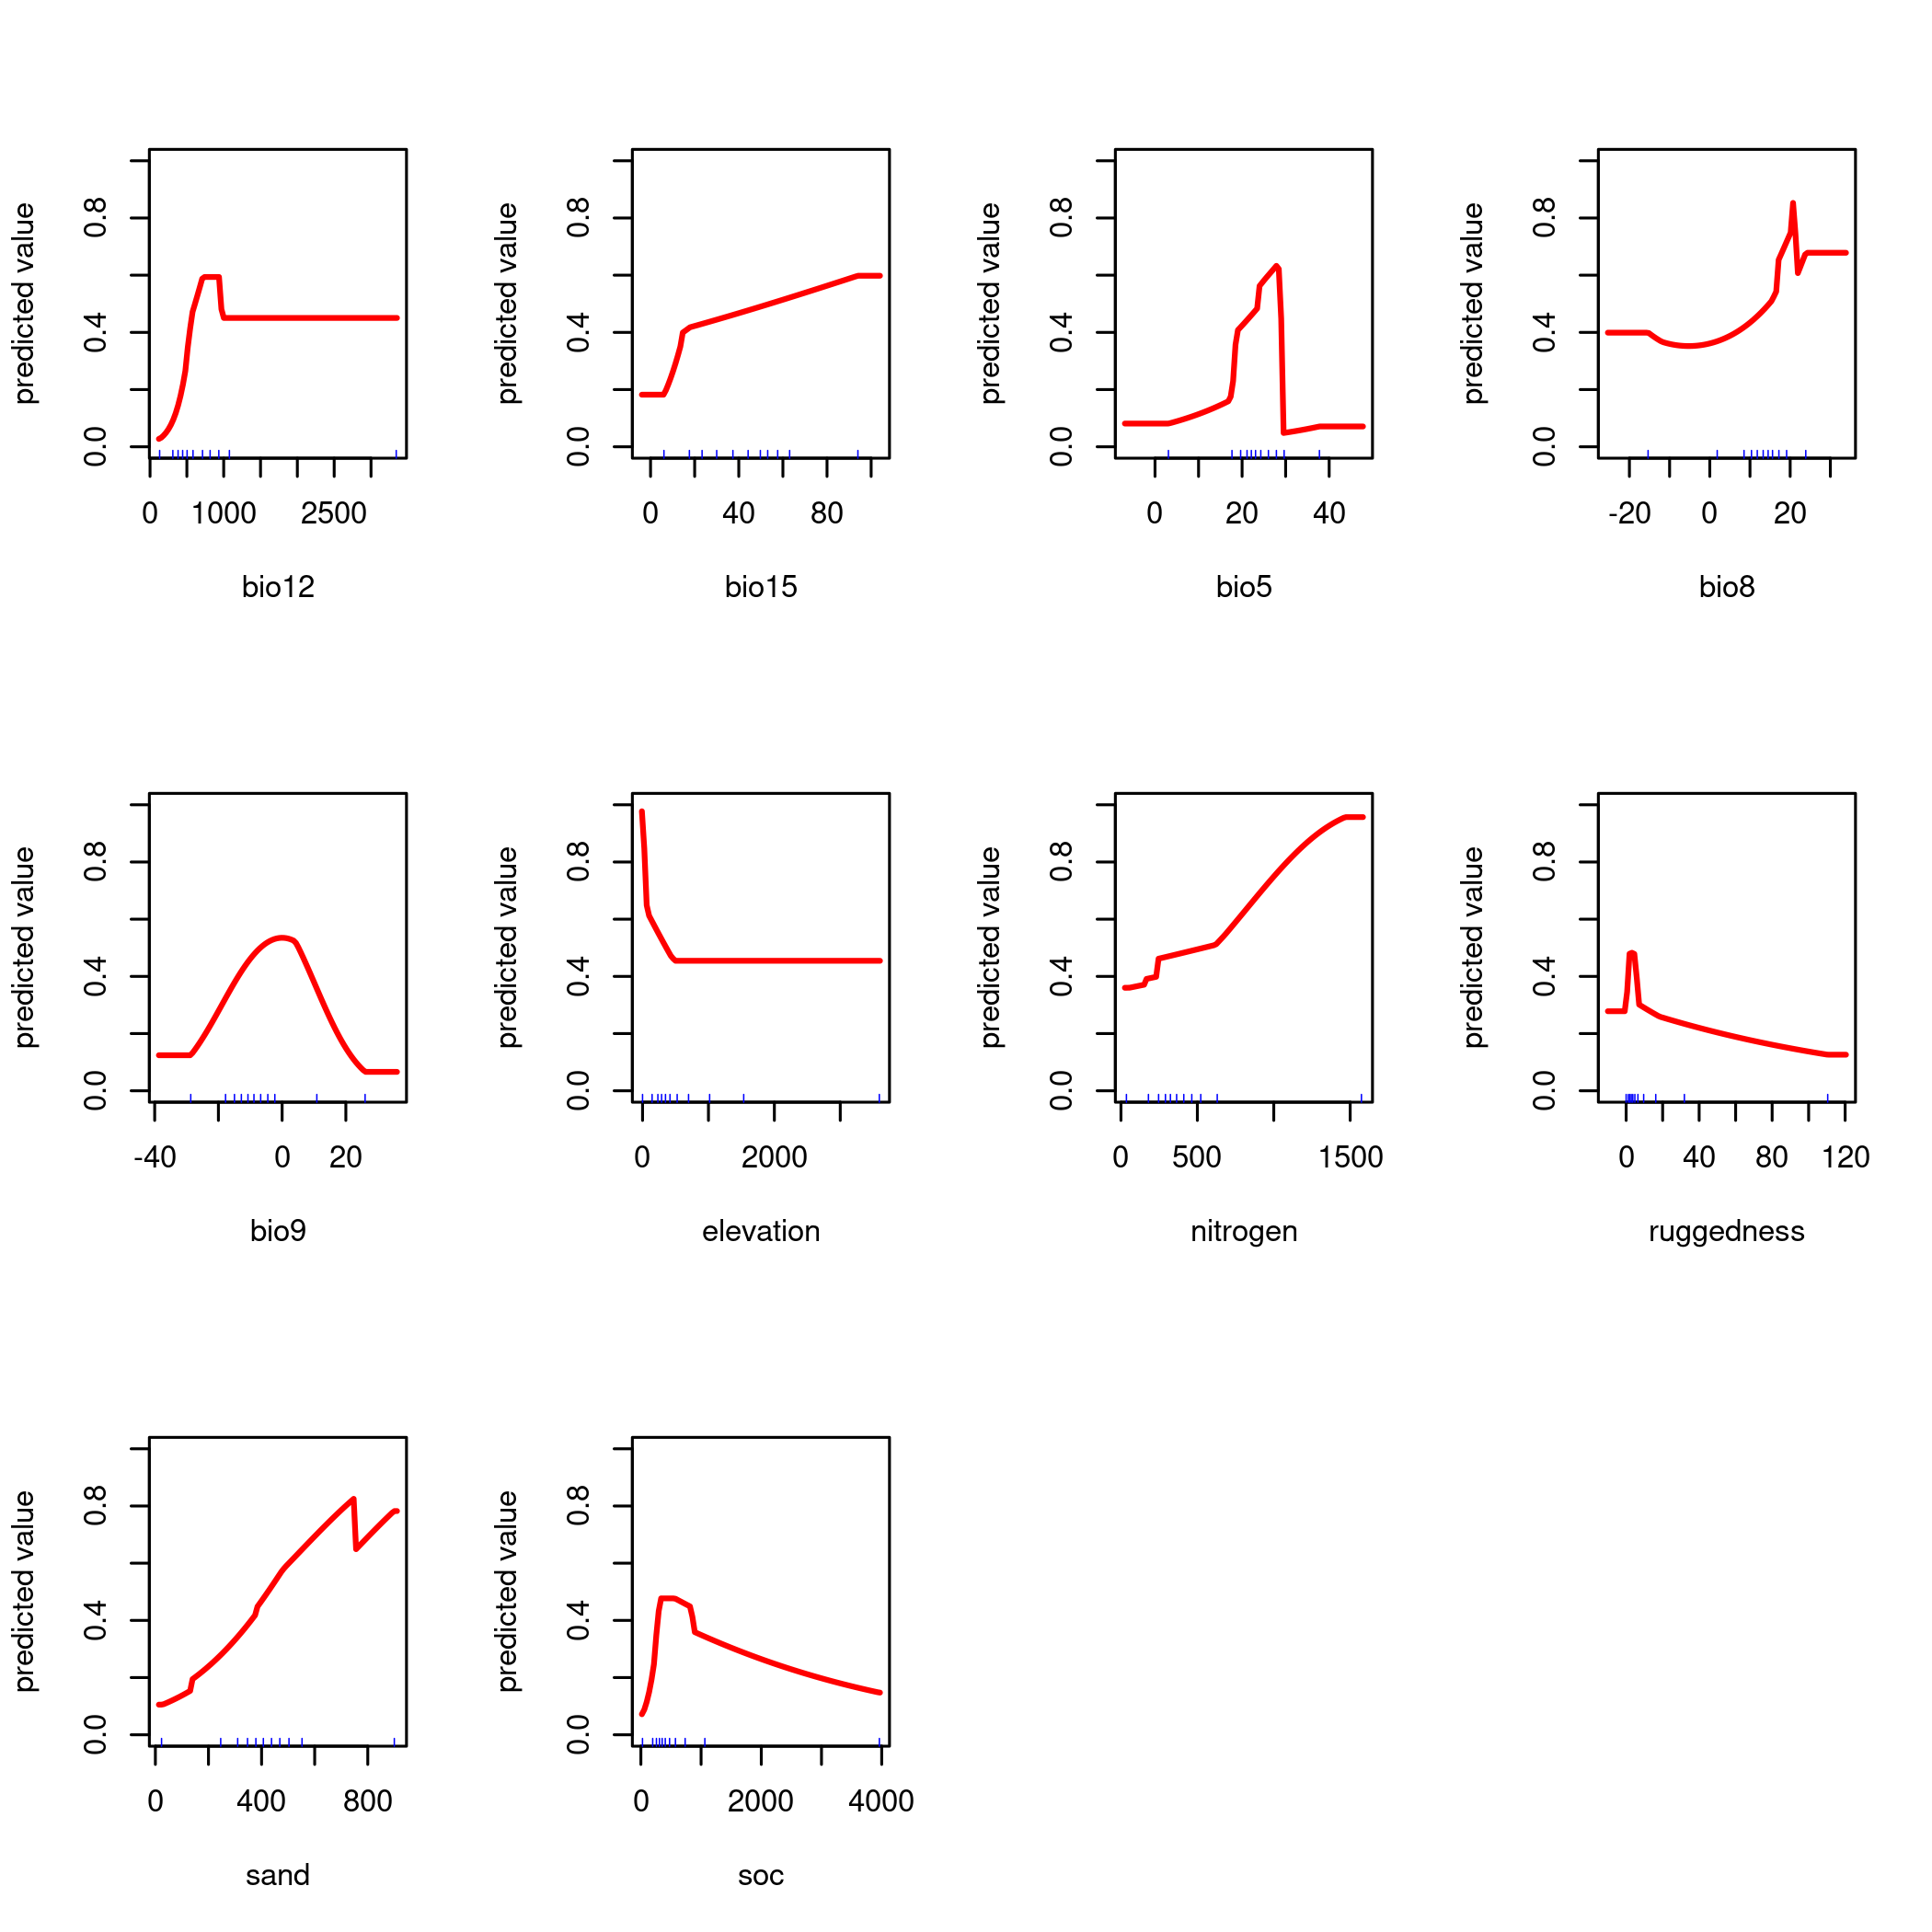 predicted value
0.0 0.4 0.8
0 1000 2500
bio12
predicted value
0.0 0.4 0.8
0 40 80
bio15
predicted value
0.0 0.4 0.8
0 20 40
bio5
predicted value
0.0 0.4 0.8
-20 0 20
bio8
predicted value
0.0 0.4 0.8
-40 0 20
bio9
predicted value
0.0 0.4 0.8
0 2000
elevation
predicted value
0.0 0.4 0.8
0 500 1500
nitrogen
predicted value
0.0 0.4 0.8
0 40 80 120
ruggedness
predicted value
0.0 0.4 0.8
0 400 800
sand
predicted value
0.0 0.4 0.8
0 2000 4000
soc